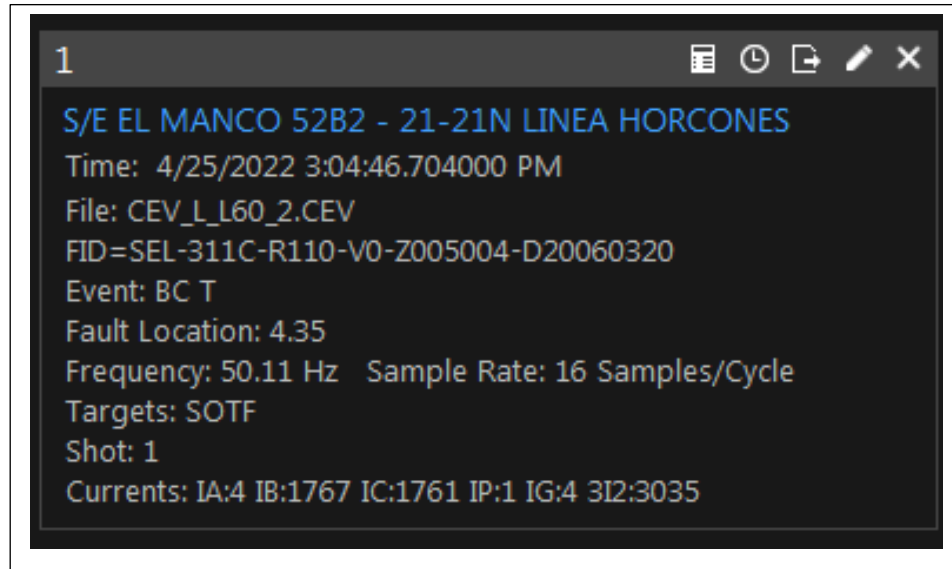 1
S/E EL MANCO 52B2 - 21-21N LINEA HORCONES
Time: 4/25/2022 3:04:46.704000 PM
File: CEV_L_L60_2.CEV
FID=SEL-311C-R110-V0-Z005004-D20060320
Event: BC T
Fault Location: 4.35
Frequency: 50.11 Hz Sample Rate: 16 Samples/Cycle
Targets: SOTF
Shot: 1
Currents: IA:4 IB:1767 IC:1761 IP:1 IG:4 3I2:3035